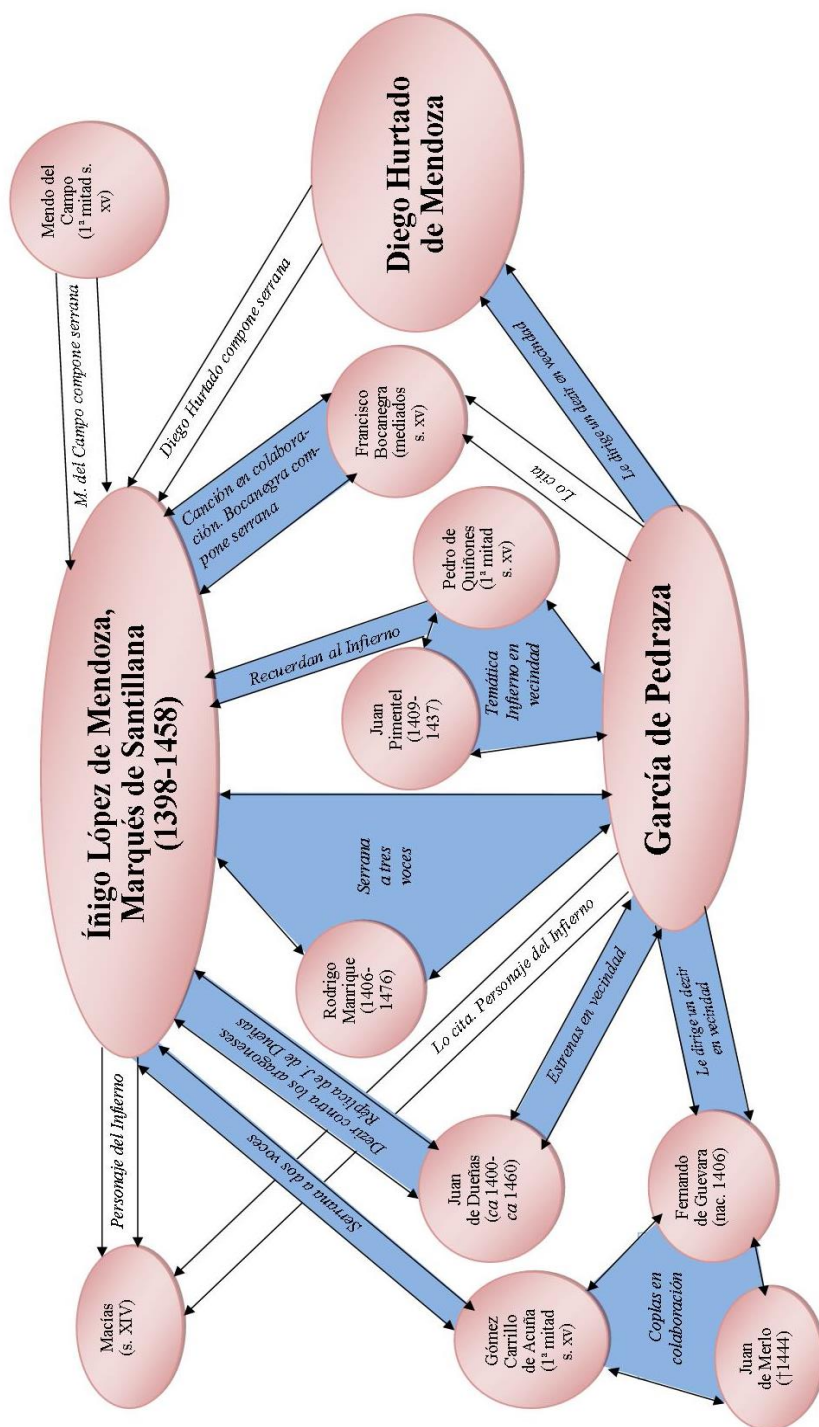 Mendo del
Campo
(1ª mitad s.
xv)
M. del Campo compone serrana
Diego Hurtado
de Mendoza
Diego Hurtado compone serrana
Íñigo López de Mendoza,
Marqués de Santillana
(1398-1458)
Canción en colabora-
ción. Bocanegra com-
pone serrana
Francisco
Bocanegra
(mediados
s. xv)
Lo cita
Le dirige un dezir en vecindad
Recuerdan al Infierno
Pedro de
Quiñones
(1ª mitad
s. xv)
Juan
Pimentel
(1409-
1437)
Temática
Infierno en
vecindad
García de Pedraza
Serrana
a tres
voces
Rodrigo
Manrique
(1406-
1476)
Lo cita. Personaje del Infierno
Personaje del Infierno
Macías
(s. XIV)
Dezir contra los aragoneses.
Réplica de J. de Dueñas
Serrana a dos voces
Juan
de Dueñas
(ca 1400-
ca 1460)
Estrenas en vecindad
Le dirige un dezir
en vecindad
Gómez
Carrillo
de Acuña
(1ª mitad
s. xv)
Fernando
de Guevara
(nac. 1406)
Coplas en
colaboración
Juan
de Merlo
(†1444)